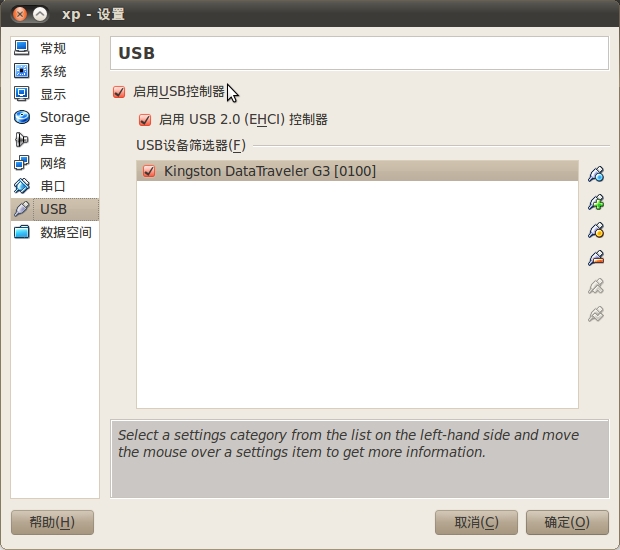 xp - 设置
常规
系统
显示
Storage
声音
网络
串口
USB
数据空间
USB
启用USB控制器
启用 USB 2.0 (EHCI) 控制器
USB设备筛选器(F)
Kingston DataTraveler G3 [0100]
Select a settings category from the list on the left-hand side and move
the mouse over a settings item to get more information.
帮助(H)
取消(C)
确定(O)